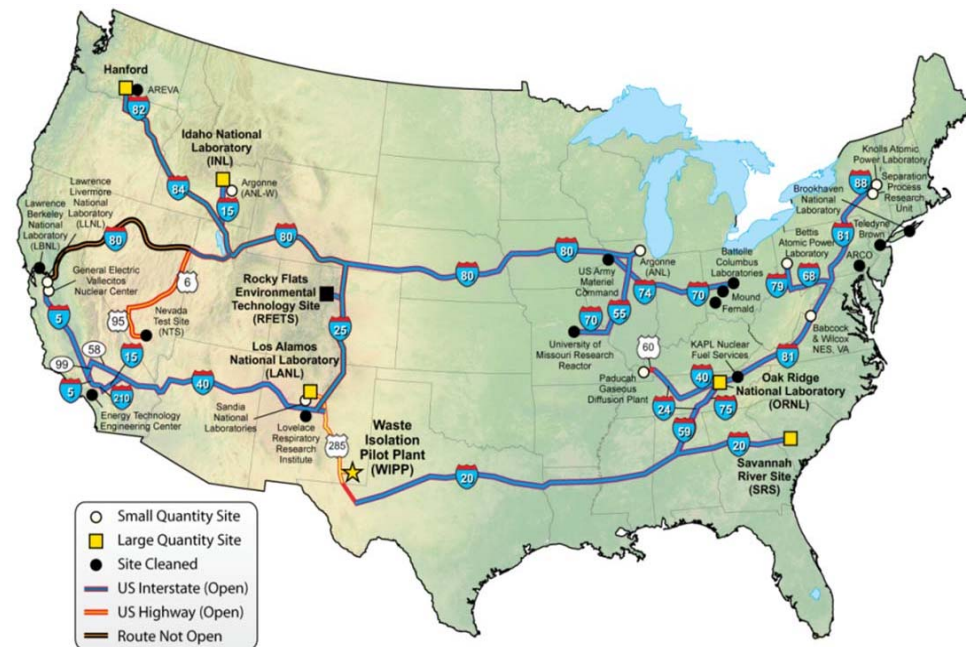 Hanford
AREVA
82
Idaho National
Laboratory
(INL)
Argonne
(ANL-W)
84
15
Lawrence
Berkeley
National
Laboratory
(LBNL)
Lawrence
Livermore
National
Laboratory
(LLNL)
80
General Electric
Vallecitos
Nuclear Center
6
95
Nevada
Test Site
(NTS)
5
99
58
15
5
210
Energy Technology
Engineering Center
40
80
Rocky Flats
Environmental
Technology Site
(RFETS)
25
Los Alamos
National Laboratory
(LANL)
Sandia
National
Laboratories
Lovelace
Respiratory
Research
Institute
285
Waste
Isolation
Pilot Plant
(WIPP)
20
80
80
US Army
Materiel
Command
Argonne
(ANL)
74
55
70
University of
Missouri Research
Reactor
70
Battelle
Columbus
Laboratories
Mound
Fernald
60
Paducah
Gaseous
Diffusion Plant
24
40
75
59
KAPL Nuclear
Fuel Services
Oak Ridge
National Laboratory
(ORNL)
20
Savannah
River Site
(SRS)
81
Babcock
& Wilcox
NES, VA
Bettis
Atomic Power
Laboratory
79
68
81
88
Knolls Atomic
Power Laboratory
Separation
Process
Research
Unit
Brookhaven
National
Laboratory
Teledyne
Brown
ARCO
Small Quantity Site
Large Quantity Site
Site Cleaned
US Interstate (Open)
US Highway (Open)
Route Not Open